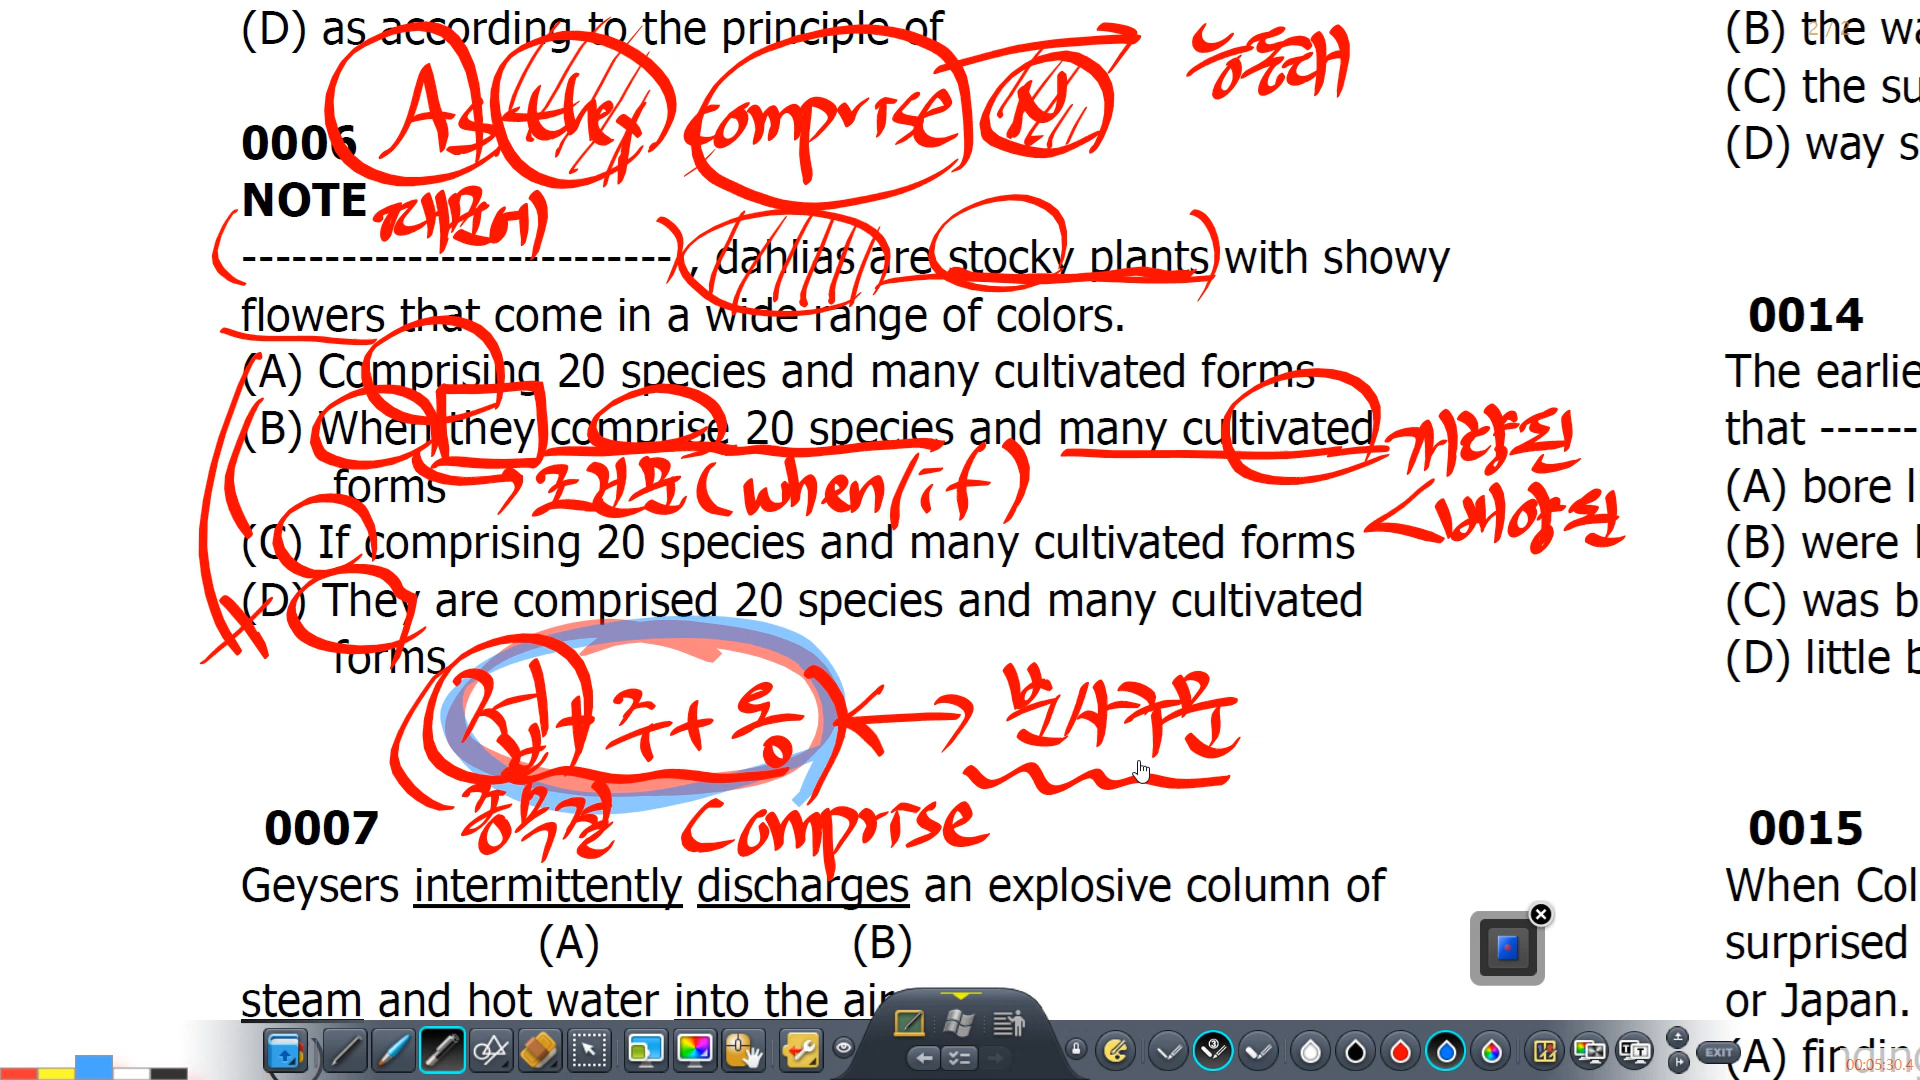 (D) as according to the principle of
As they comprise N 능동태
0006
NOTE
때문에
--------------------------, dahlias are stocky plants with showy
flowers that come in a wide range of colors.
(A) Comprising 20 species and many cultivated forms
(B) When they comprise 20 species and many cultivated
forms
개량된
조건문(when/if)
배양된
(C) If comprising 20 species and many cultivated forms
(D) They are comprised 20 species and many cultivated
forms
접+주+동
분사구문
종속절 Comprise
0007
Geysers intermittently discharges an explosive column of
(A) (B)
steam and hot water into the air
(B) the wa
(C) the su
(D) way s
0014
The earlie
that ------
(A) bore li
(B) were
(C) was b
(D) little b
0015
When Col
surprised
or Japan.
(A) findin
EXIT
00:05:30.4